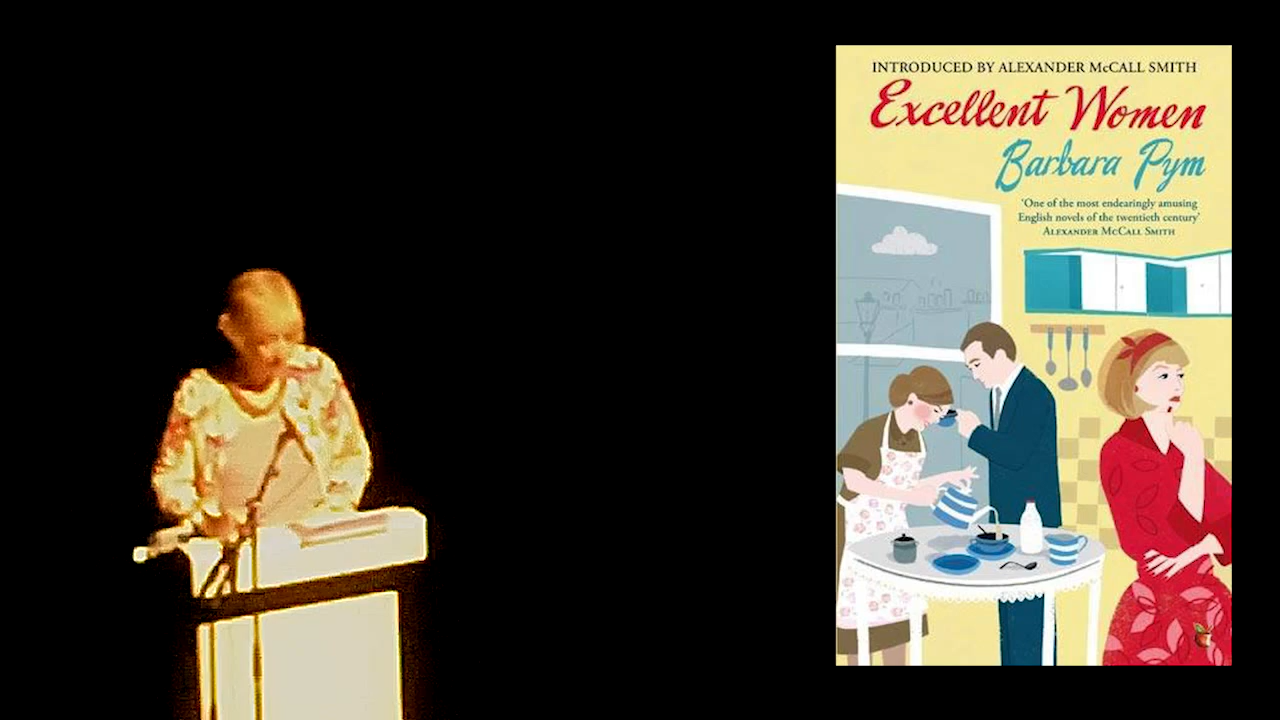 INTRODUCED BY ALEXANDER McCALL SMITH
Excellent Women
Barbara Pym
‘One of the most endearingly amusing
English novels of the twentieth century’
ALEXANDER McCALL SMITH